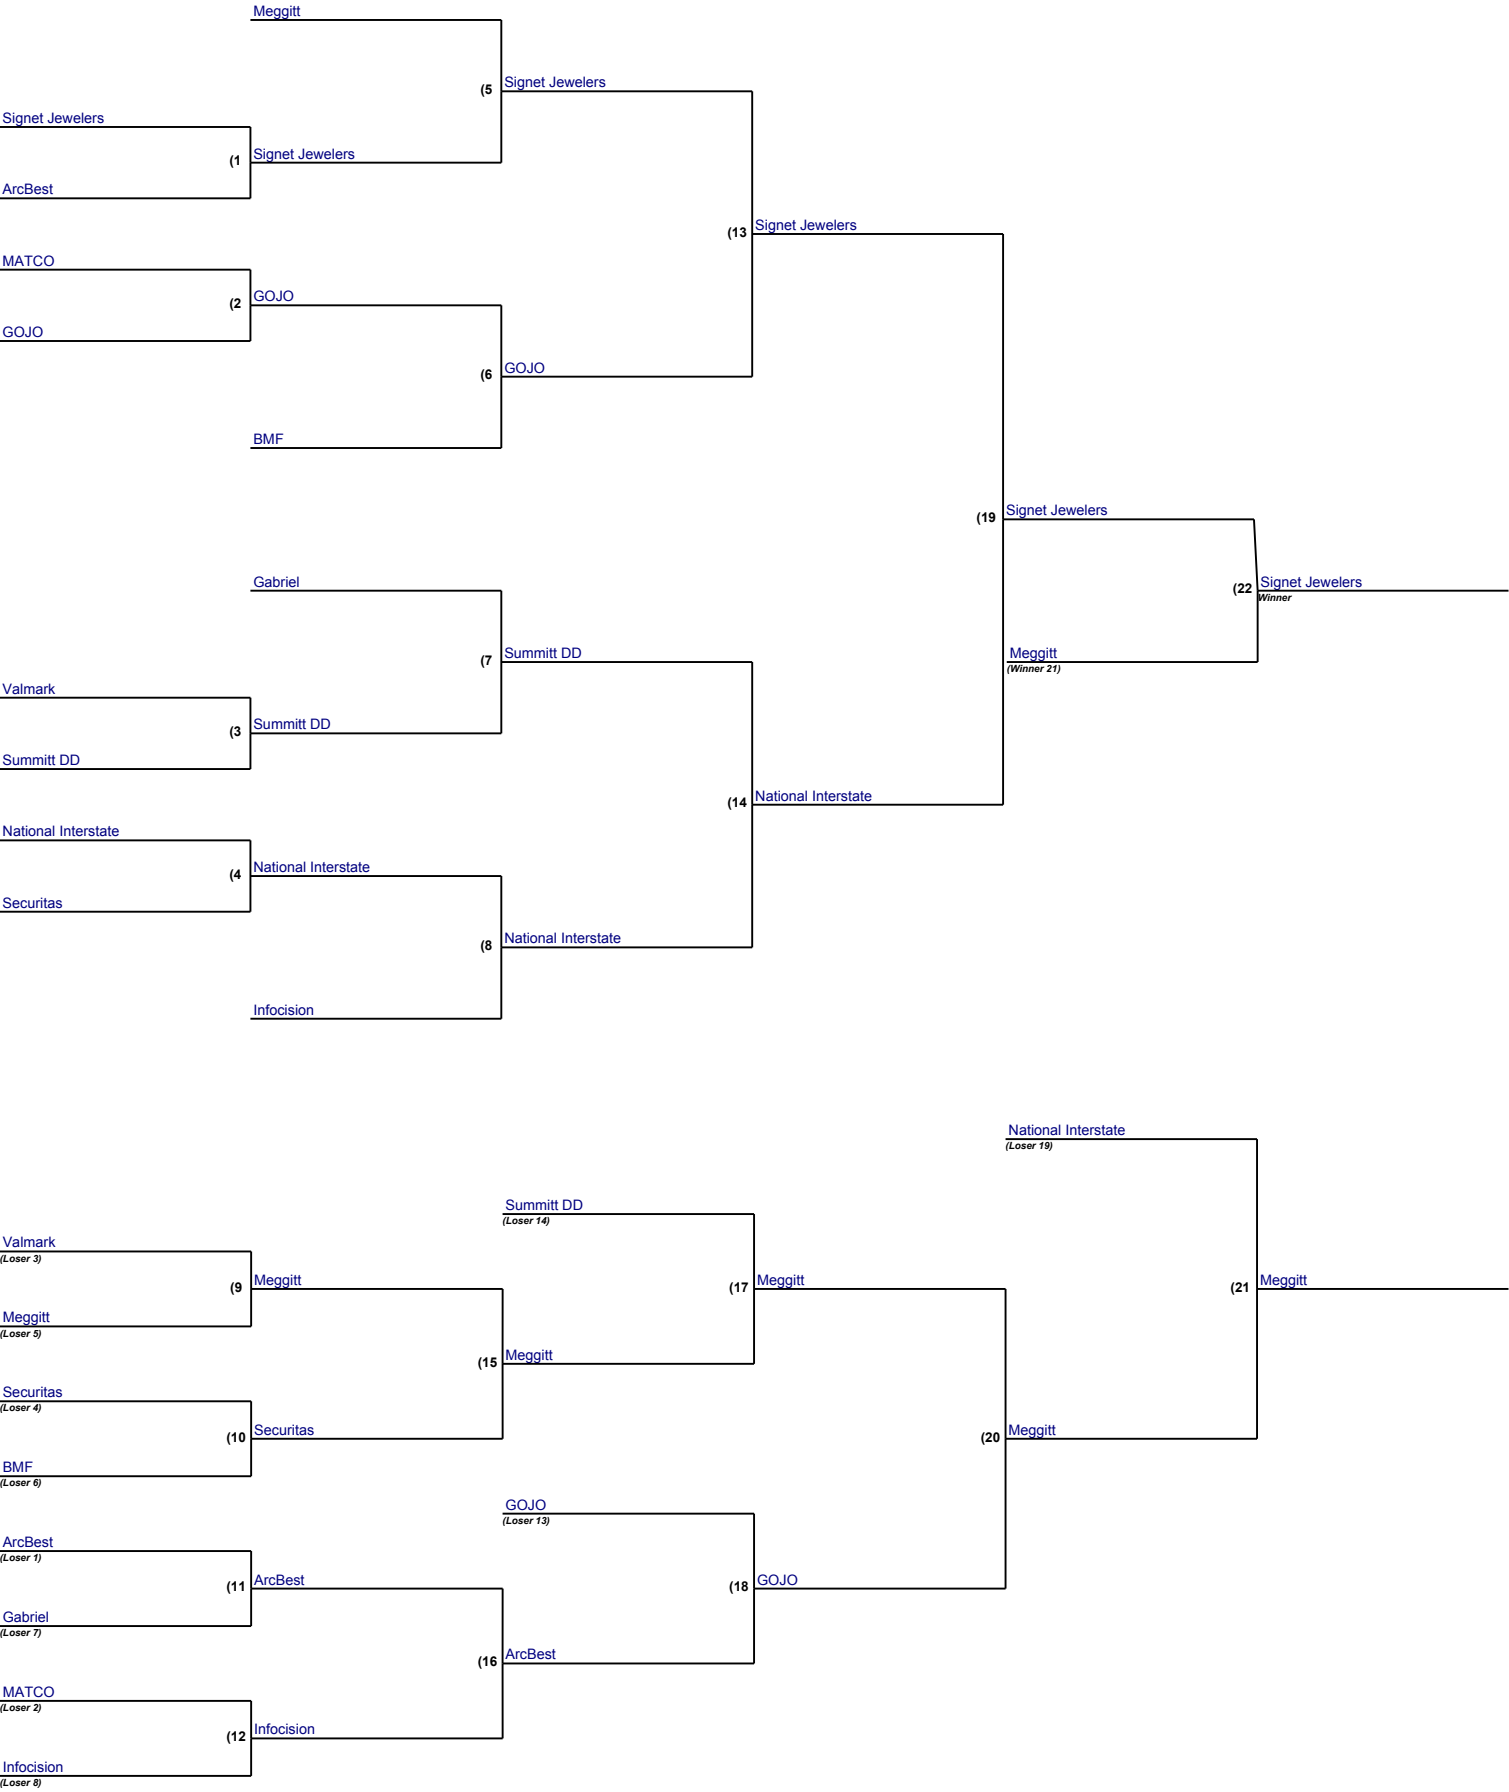 Meggitt
(5 Signet Jewelers
Signet Jewelers
(1 Signet Jewelers
ArcBest
(13 Signet Jewelers
MATCO
(2 GOJO
GOJO
(6 GOJO
BMF
(19 Signet Jewelers
Gabriel
(22 Signet Jewelers
Winner
(7 Summitt DD
Meggitt
(Winner 21)
Valmark
(3 Summitt DD
Summitt DD
(14 National Interstate
National Interstate
(4 National Interstate
Securitas
(8 National Interstate
Infocision
National Interstate
(Loser 19)
Summitt DD
(Loser 14)
Valmark
(Loser 3)
(9 Meggitt
(17 Meggitt
(21 Meggitt
Meggitt
(Loser 5)
(15 Meggitt
Securitas
(Loser 4)
(10 Securitas
(20 Meggitt
BMF
(Loser 6)
GOJO
(Loser 13)
ArcBest
(Loser 1)
(11 ArcBest
(18 GOJO
Gabriel
(Loser 7)
(16 ArcBest
MATCO
(Loser 2)
(12 Infocision
Infocision
(Loser 8)